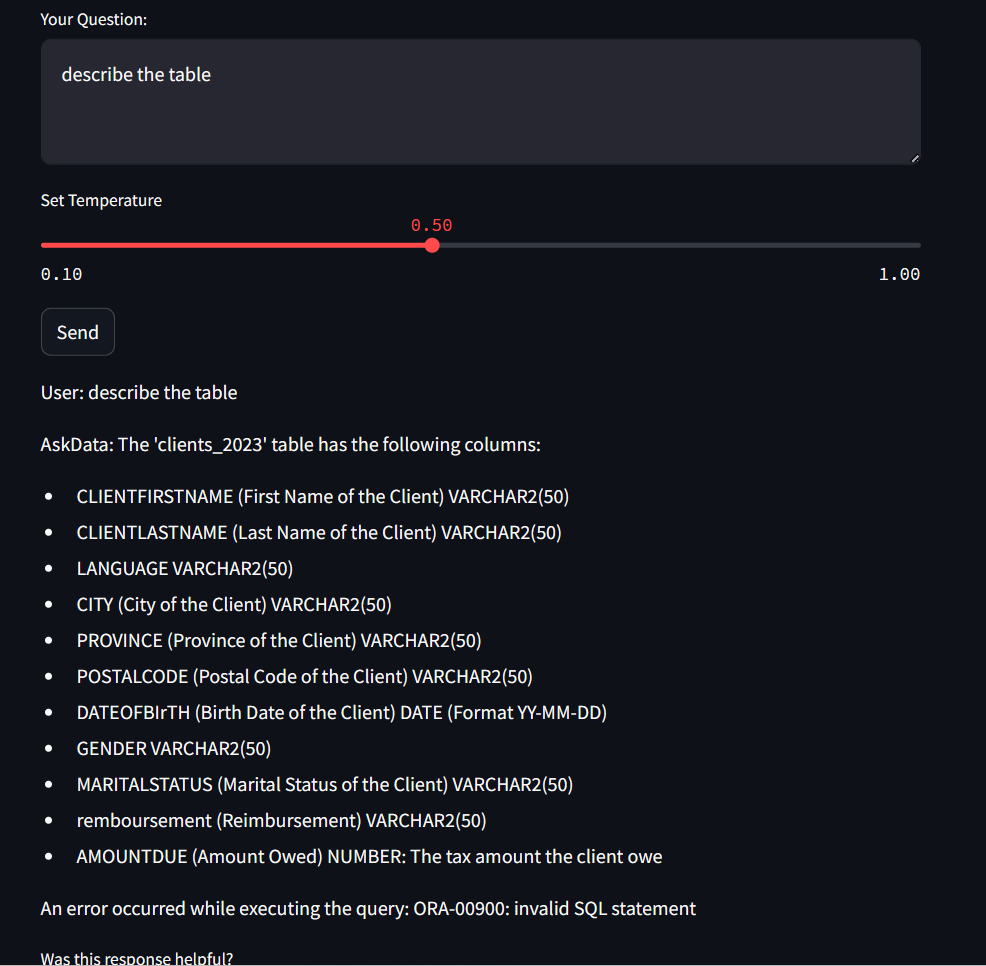 Your Question:
describe the table
Set Temperature
0.50
0.10 1.00
Send
User: describe the table
AskData: The 'clients_2023' table has the following columns:
• CLIENTFIRSTNAME (First Name of the Client) VARCHAR2(50)
• CLIENTLASTNAME (Last Name of the Client) VARCHAR2(50)
• LANGUAGE VARCHAR2(50)
• CITY (City of the Client) VARCHAR2(50)
• PROVINCE (Province of the Client) VARCHAR2(50)
• POSTALCODE (Postal Code of the Client) VARCHAR2(50)
• DATEOFBIrTH (Birth Date of the Client) DATE (Format YY-MM-DD)
• GENDER VARCHAR2(50)
• MARITALSTATUS (Marital Status of the Client) VARCHAR2(50)
• remboursement (Reimbursement) VARCHAR2(50)
• AMOUNTDUE (Amount Owed) NUMBER: The tax amount the client owe
An error occurred while executing the query: ORA-00900: invalid SQL statement
Was this response helpful?